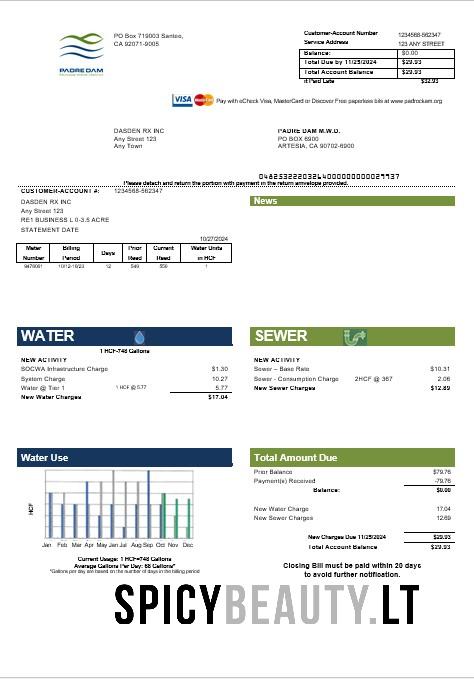 PO Box 719003 Santee,
CA 92071-9005
PADRE DAM
Customer-Account Number 1234568-562347
Service Address 123 ANY STREET
Balance: $0.00
Total Due by 11/25/2024 $29.93
Total Account Balance $29.93
If Paid Late $32.93
VISA MasterCard Pay with eCheck Visa, MasterCard or Discover Free paperless bils at www.padrockam.org
DASDEN RX INC
Any Street 123
Any Town
PADRE DAM M.W.D.
PO BOX 6900
ARTESIA, CA 90702-6900
Please detach and return the portion with payment in the return envelope provided.
CUSTOMER-ACCOUNT #: 1234568-562347
DASDEN RX INC
Any Street 123
RE1 BUSINESS L 0-3.5 ACRE
STATEMENT DATE
10/27/2024
News
Meter Number Billing Period Days Prior Reed Current Reed Water Units in HCF
9478061 10/12-10/23 12 549 550 1
WATER
1 HCF-748 Gallons
NEW ACTIVITY
SOCWA Infrastructure Charge $1.30
System Charge 10.27
Water @ Tier 1 1 HCF @ 5.77 5.77
New Water Charges $17.04
SEWER
NEW ACTIVITY
Sewer – Base Rate $10.31
Sewer - Consumption Charge 2HCF @ 367 2.06
New Sewer Charges $12.89
Water Use
HCF
Jan Feb Mar Apr May Jan Jul Aug Sep Oct Nov Dec
Current Usage: 1 HCF=748 Gallons
Average Gallons Per Day: 68 Gallons*
*Gallons per day are based on the number of days in the billing period
Total Amount Due
Prior Balance $79.76
Payment(s) Received -79.76
Balance: $0.00
New Water Charge 17.04
New Sewer Charges 12.69
New Charges Due 11/25/2024 $29.93
Total Account Balance $29.93
Closing Bill must be paid within 20 days
to avoid further notification.
SPICYBEAUTY.LT